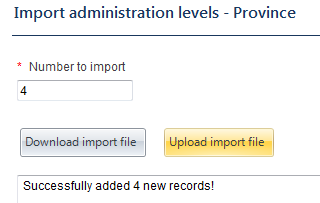 Import administration levels - Province
* Number to import
4
Download import file Upload import file
Successfully added 4 new records!